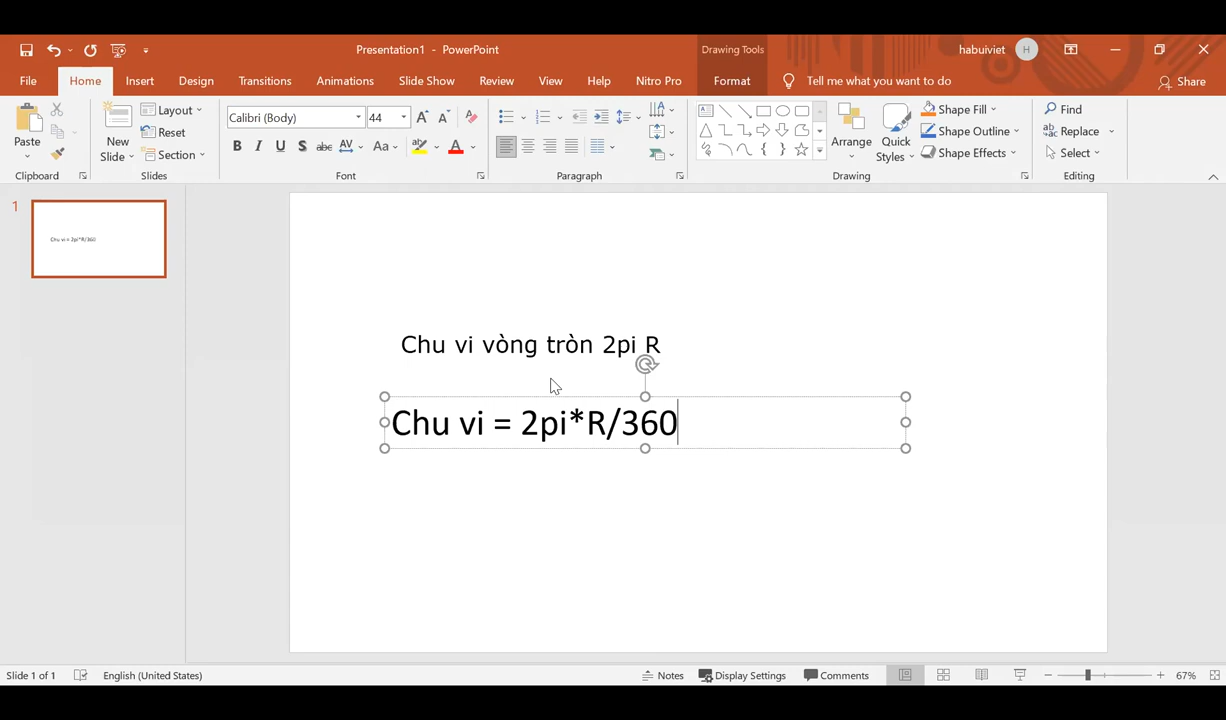 Presentation1 - PowerPoint
Drawing Tools
habuiviet
H
File
Home
Insert
Design
Transitions
Animations
Slide Show
Review
View
Help
Nitro Pro
Format
Tell me what you want to do
Share
Paste
Clipboard
New
Slide
Layout
Reset
Section
Slides
Calibri (Body)
44
B I U S abc AV Aa A
Font
Paragraph
Arrange
Quick
Styles
Shape Fill
Shape Outline
Shape Effects
Drawing
Find
Replace
Select
Editing
1
Chu vi = 2pi*R/360
Chu vi vòng tròn 2pi R
Chu vi = 2pi*R/360
Slide 1 of 1
English (United States)
Notes
Display Settings
Comments
67%